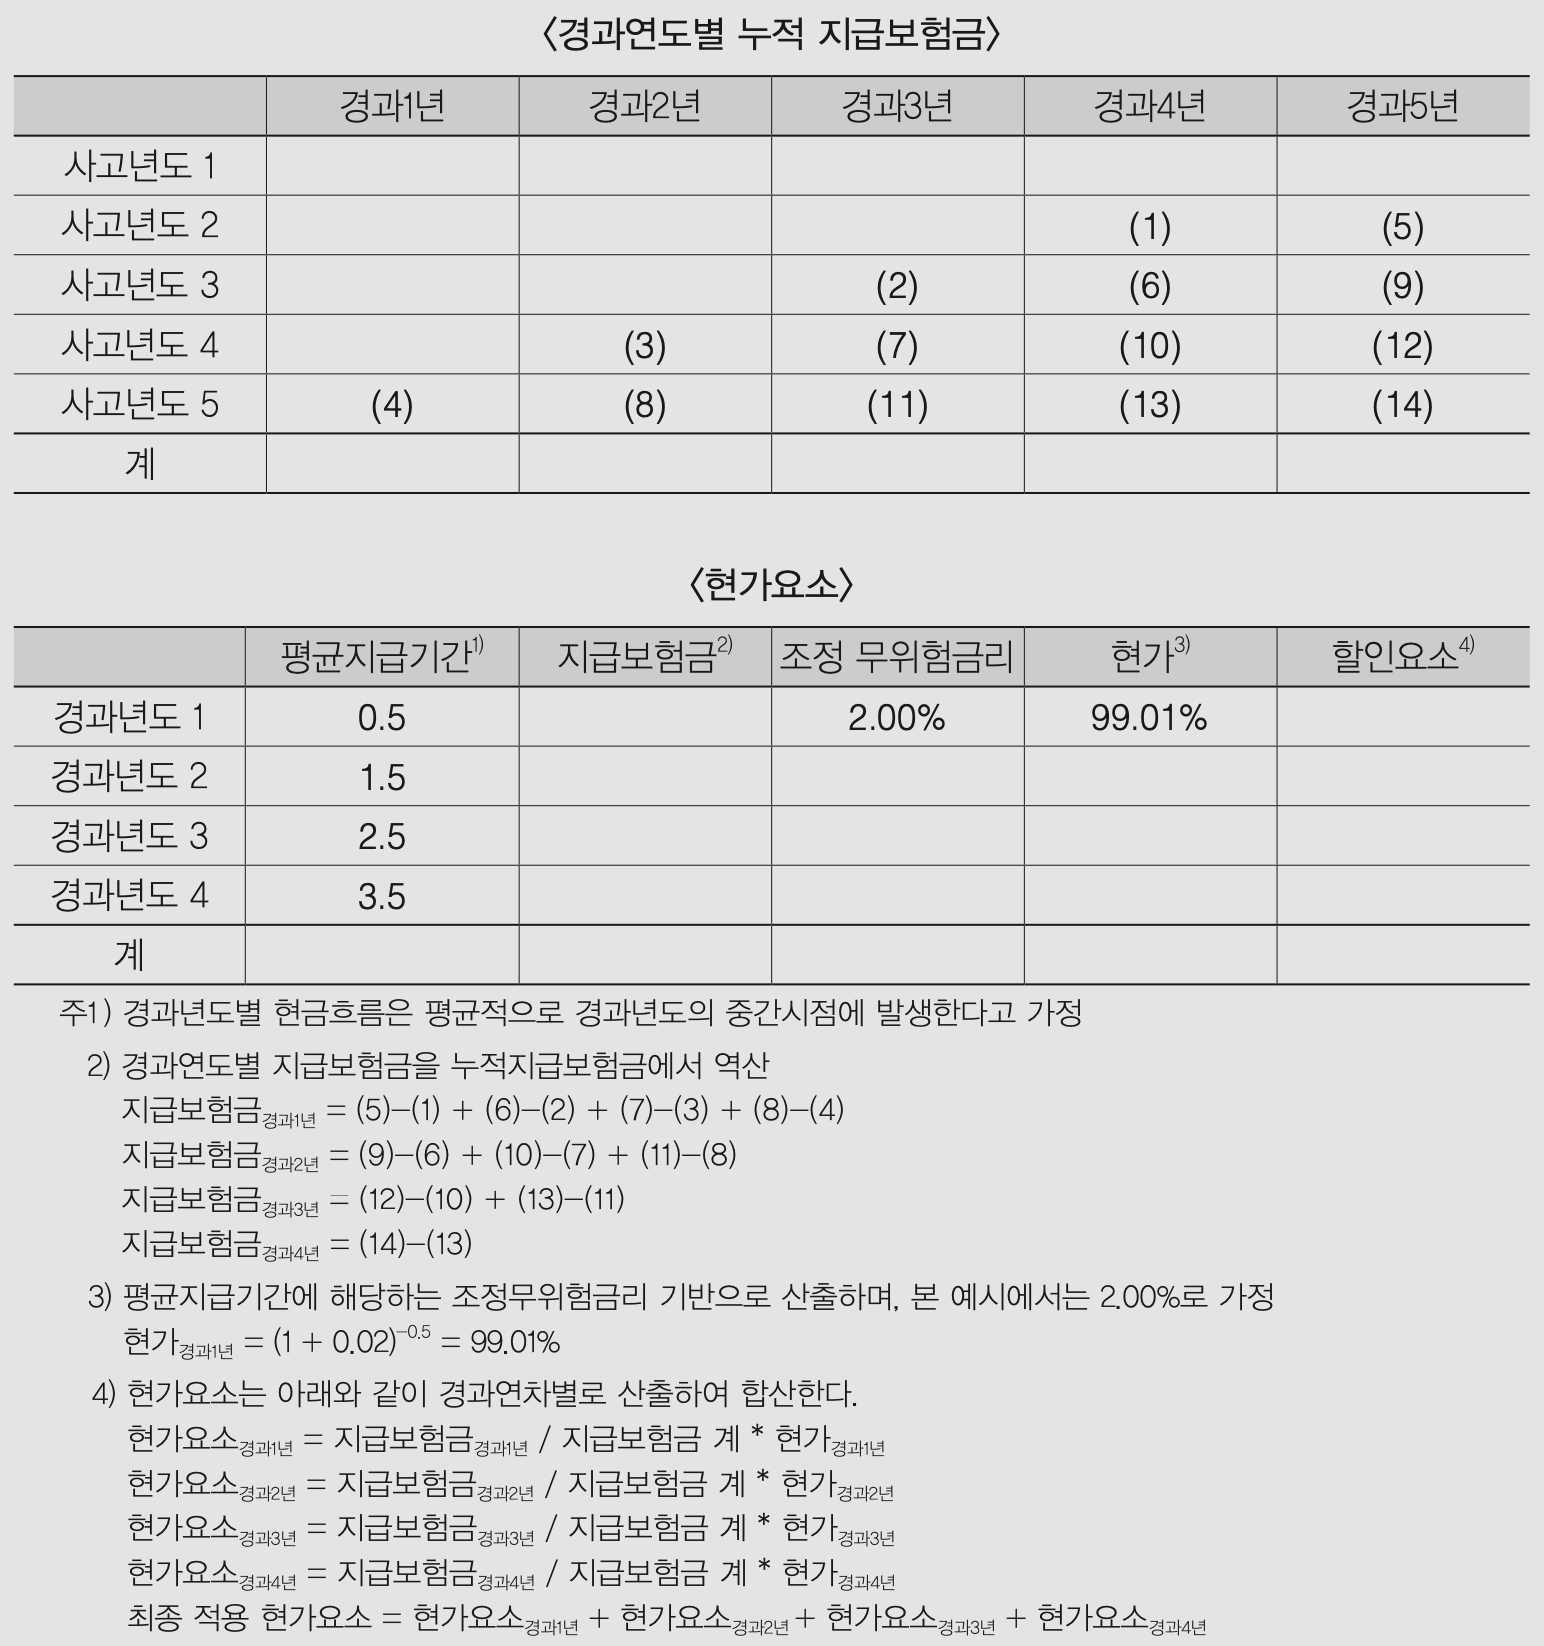 〈경과연도별 누적 지급보험금〉
경과1년 경과2년 경과3년 경과4년 경과5년
사고년도 1
사고년도 2 (1) (5)
사고년도 3 (2) (6) (9)
사고년도 4 (3) (7) (10) (12)
사고년도 5 (4) (8) (11) (13) (14)
계
〈현가요소〉
평균지급기간1) 지급보험금2) 조정 무위험금리 현가3) 할인요소4)
경과년도 1 0.5 2.00% 99.01%
경과년도 2 1.5
경과년도 3 2.5
경과년도 4 3.5
계
주1) 경과년도별 현금흐름은 평균적으로 경과년도의 중간시점에 발생한다고 가정
2) 경과연도별 지급보험금을 누적지급보험금에서 역산
지급보험금경과1년 = (5)–(1) + (6)–(2) + (7)–(3) + (8)–(4)
지급보험금경과2년 = (9)–(6) + (10)–(7) + (11)–(8)
지급보험금경과3년 = (12)–(10) + (13)–(11)
지급보험금경과4년 = (14)–(13)
3) 평균지급기간에 해당하는 조정무위험금리 기반으로 산출하며, 본 예시에서는 2.00%로 가정
현가경과1년 = (1 + 0.02)–0.5 = 99.01%
4) 현가요소는 아래와 같이 경과연차별로 산출하여 합산한다.
현가요소경과1년 = 지급보험금경과1년 / 지급보험금 계 * 현가경과1년
현가요소경과2년 = 지급보험금경과2년 / 지급보험금 계 * 현가경과2년
현가요소경과3년 = 지급보험금경과3년 / 지급보험금 계 * 현가경과3년
현가요소경과4년 = 지급보험금경과4년 / 지급보험금 계 * 현가경과4년
최종 적용 현가요소 = 현가요소경과1년 + 현가요소경과2년 + 현가요소경과3년 + 현가요소경과4년